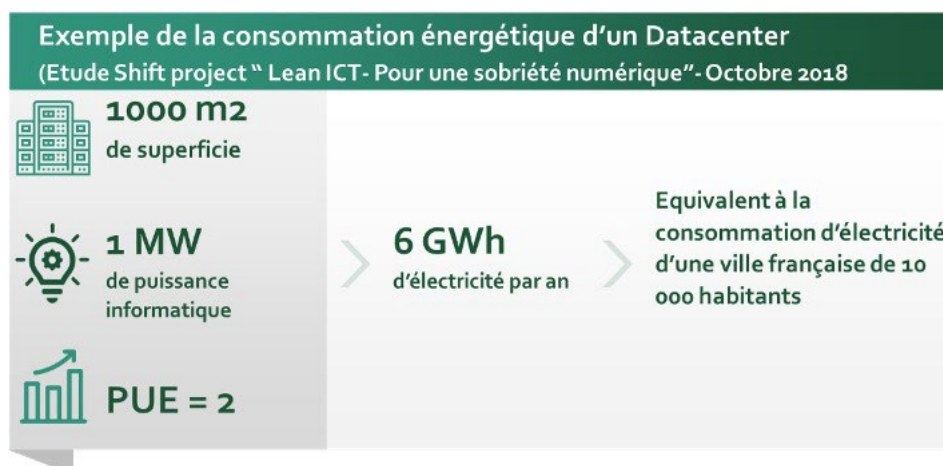 Exemple de la consommation énergétique d'un Datacenter
(Etude Shift project “ Lean ICT- Pour une sobriété numérique”- Octobre 2018
1000 m2
de superficie
1 MW
de puissance
informatique
PUE = 2
6 GWh
d'électricité par an
Equivalent à la
consommation d'électricité
d'une ville française de 10
000 habitants